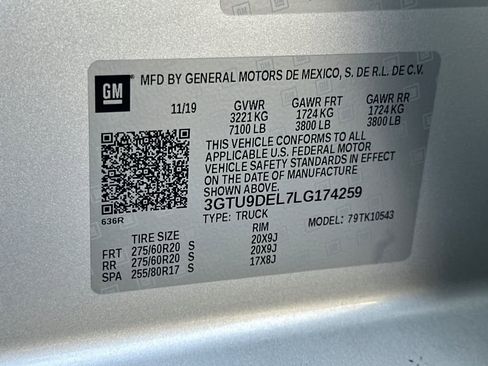 GM MFD BY GENERAL MOTORS DE MEXICO, S. DE R.L. DE C.V.
11/19 GVWR GAWR FRT GAWR RR
3221 KG 1724 KG 1724 KG
7100 LB 3800 LB 3800 LB
THIS VEHICLE CONFORMS TO ALL
APPLICABLE U.S. FEDERAL MOTOR
VEHICLE SAFETY STANDARDS IN EFFECT
ON THE DATE OF MANUFACTURE
SHOWN ABOVE.
3GTU9DEL7LG174259
636R TYPE: TRUCK MODEL: 79TK10543
TIRE SIZE RIM
FRT 275/60R20 S 20X9J
RR 275/60R20 S 20X9J
SPA 255/80R17 S 17X8J